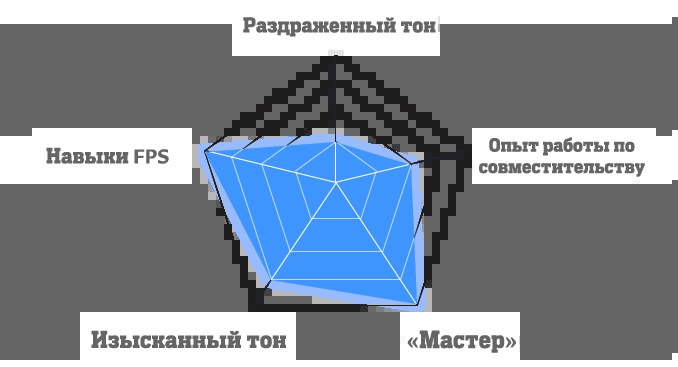 Раздраженный тон
Навыки FPS
Опыт работы по
совместительству
Изысканный тон
«Мастер»